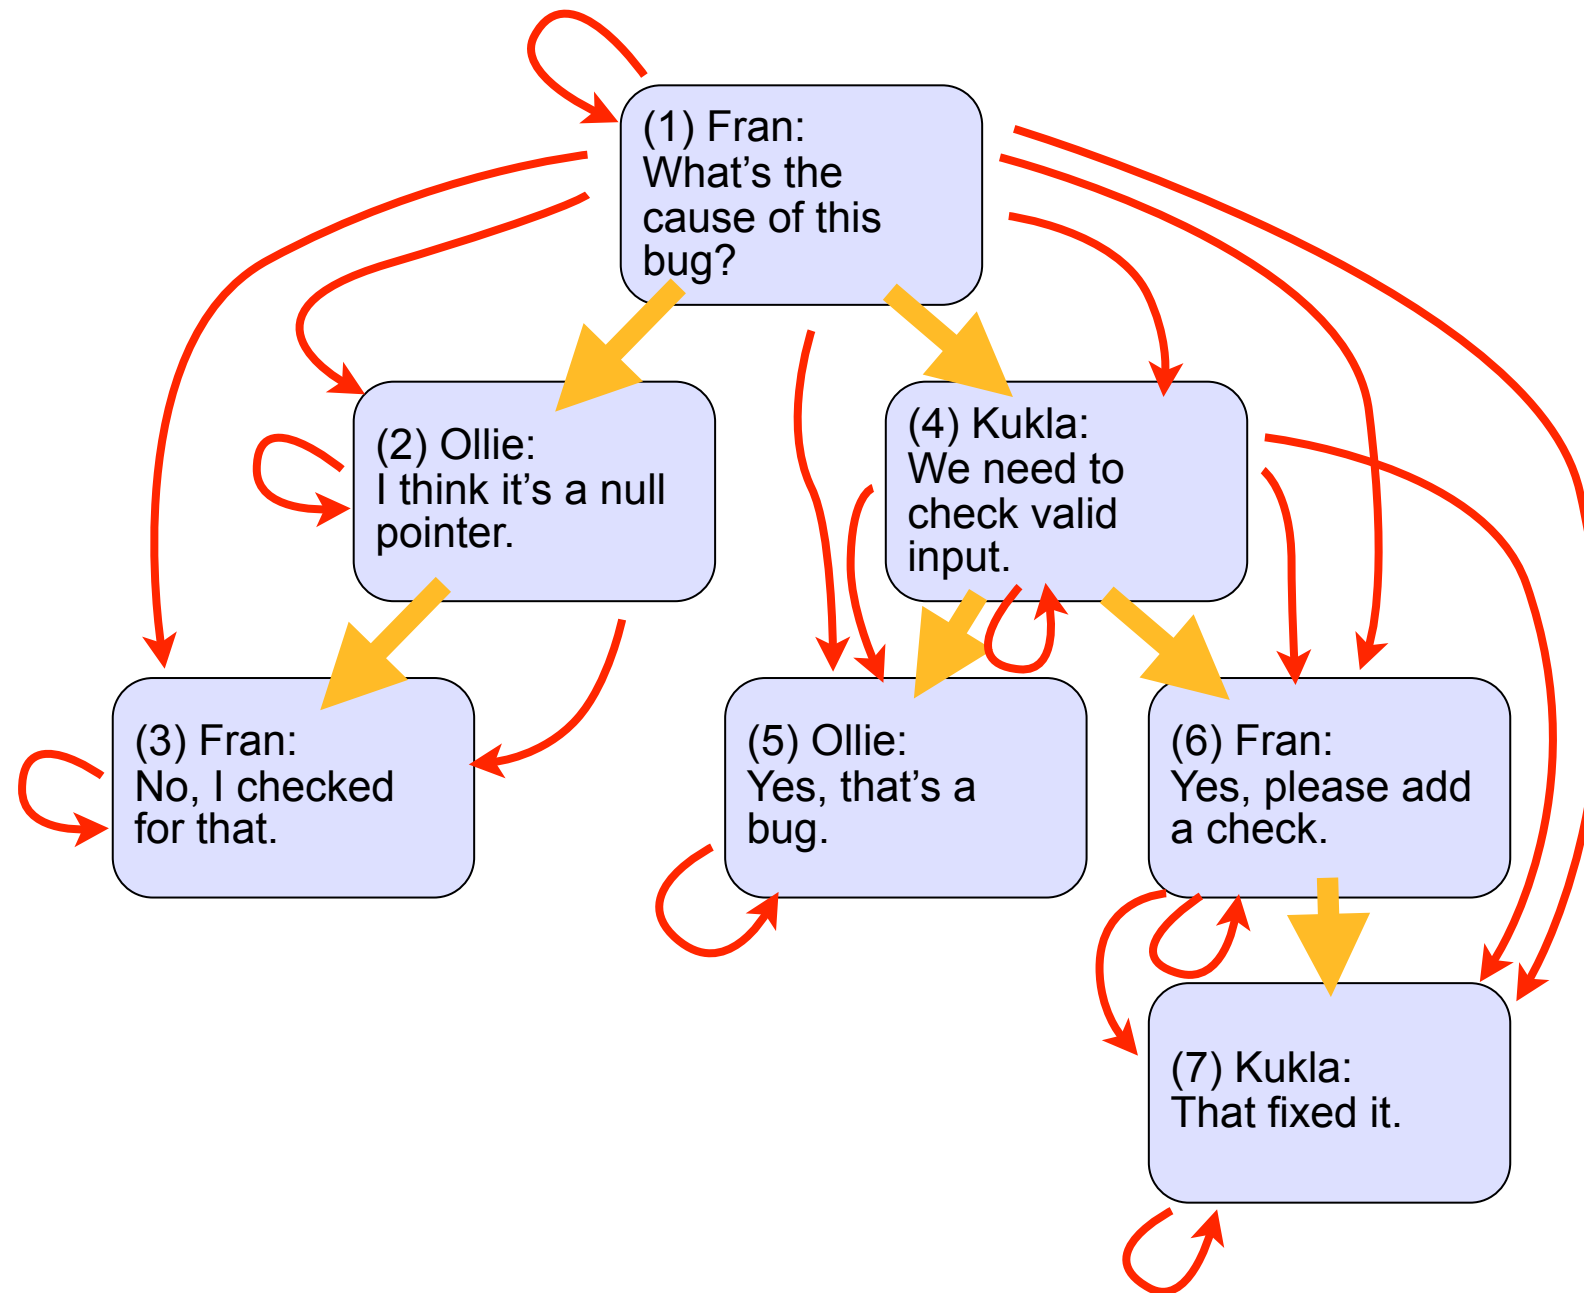 (1) Fran:
What’s the
cause of this
bug?
(2) Ollie:
I think it’s a null
pointer.
(4) Kukla:
We need to
check valid
input.
(3) Fran:
No, I checked
for that.
(5) Ollie:
Yes, that’s a
bug.
(6) Fran:
Yes, please add
a check.
(7) Kukla:
That fixed it.